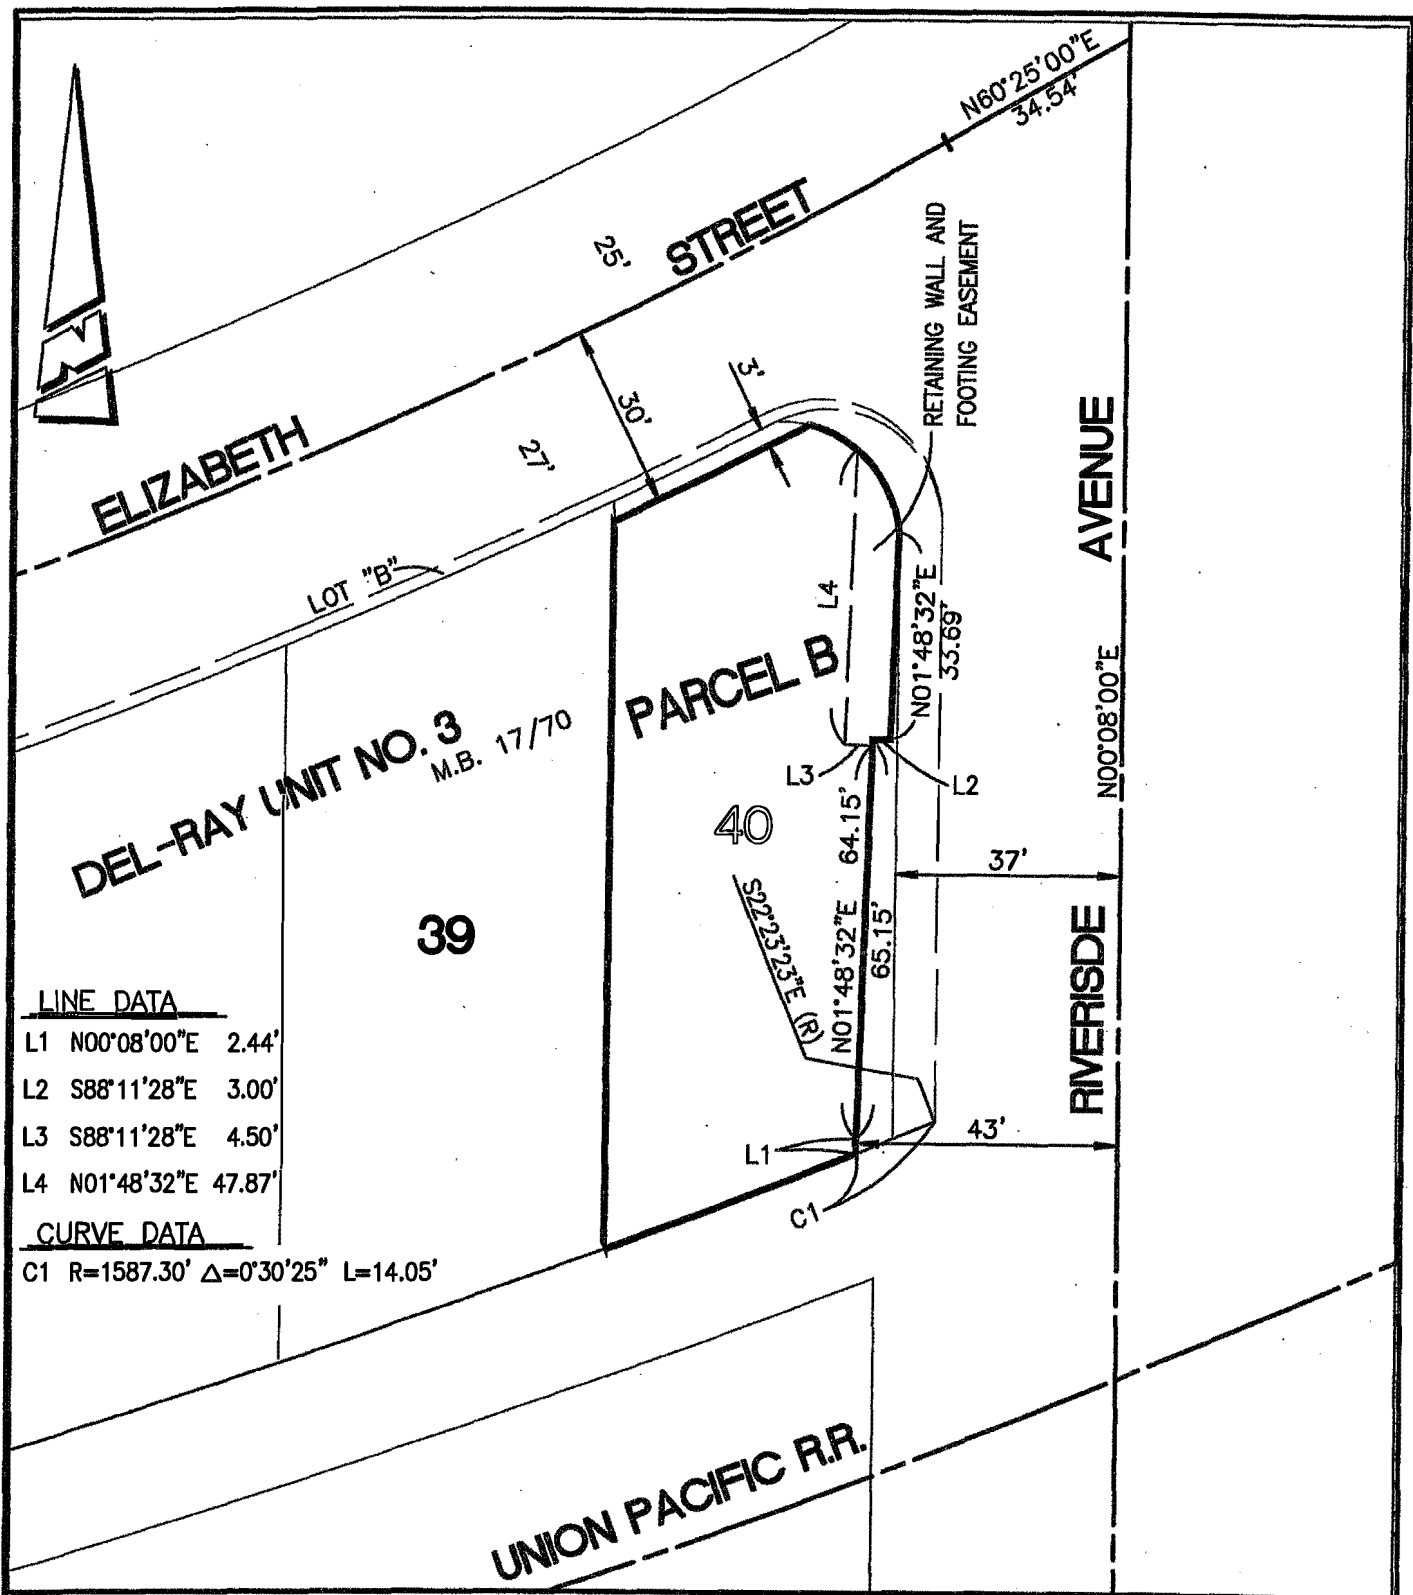 N60°25'00"E
34.54'
N
25'
STREET
RETAINING WALL AND
FOOTING EASEMENT
30'
3'
27'
ELIZABETH
AVENUE
LOT "B"
L4
N01°48'32"E
33.69'
PARCEL B
N00°08'00"E
DEL-RAY UNIT NO. 3
M.B. 17/70
L3
L2
40
64.15'
N01°48'32"E
65.15'
37'
S22°23'23"E (R)
39
RIVERISDE
LINE DATA
L1 N00°08'00"E 2.44'
L2 S88°11'28"E 3.00'
L3 S88°11'28"E 4.50'
L4 N01°48'32"E 47.87'
L1
43'
C1
CURVE DATA
C1 R=1587.30' Δ=0°30'25" L=14.05'
UNION PACIFIC R.R.